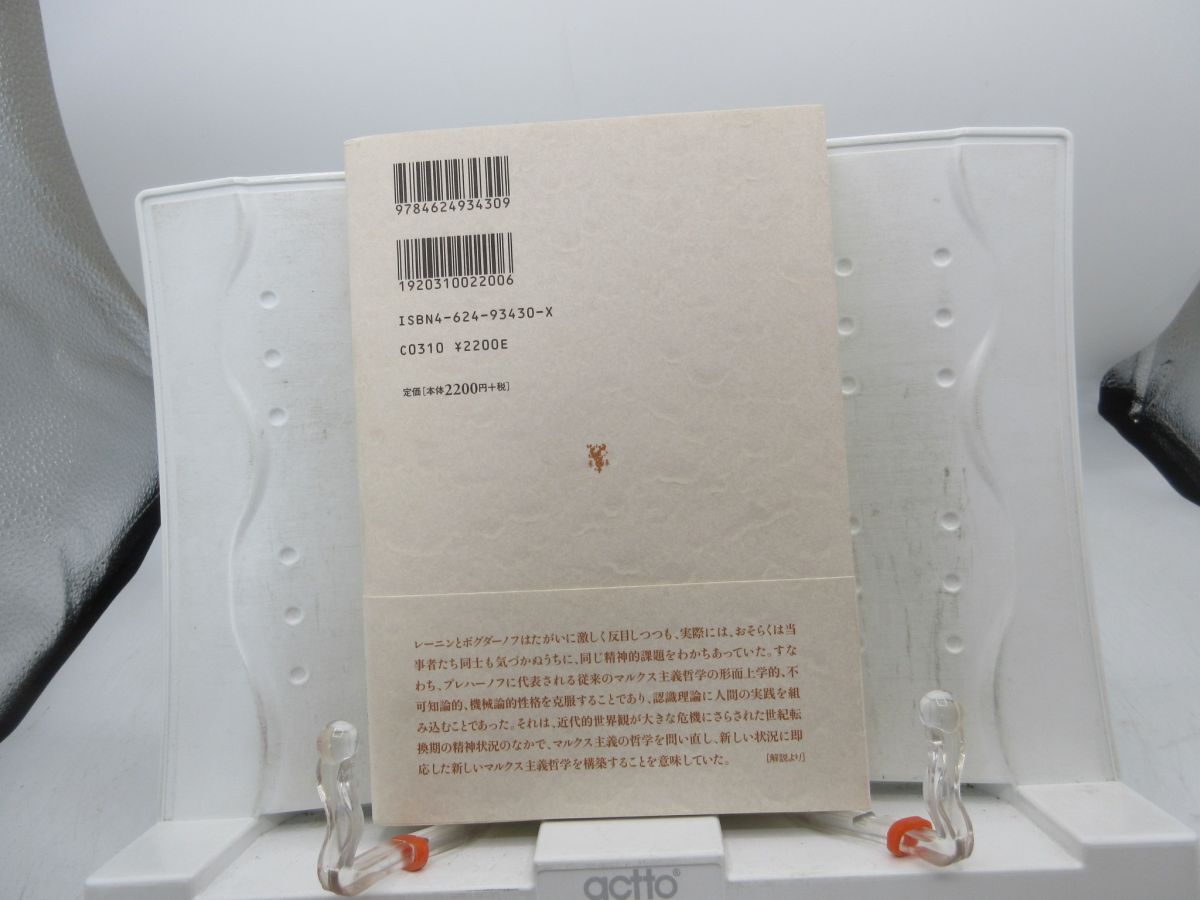 9784624934309
1920310022006
ISBN4-624-93430-X
C0310 ¥2200E
定価[本体2200円+税]
レーニンとボグダーノフはたがいに激しく反目しつつも、実際には、おそらくは当
事者たち同士も気づかぬうちに、同じ精神的課題をわかちあっていた。すな
わち、プレハーノフに代表される従来のマルクス主義哲学の形而上学的、不
可知論的、機械論的性格を克服することであり、認識理論に人間の実践を組
み込むことであった。それは、近代的世界観が大きな危機にさらされた世紀転
換期の精神状況のなかで、マルクス主義の哲学を問い直し、新しい状況に即
応した新しいマルクス主義哲学を構築することを意味していた。 [解説より]
actto®